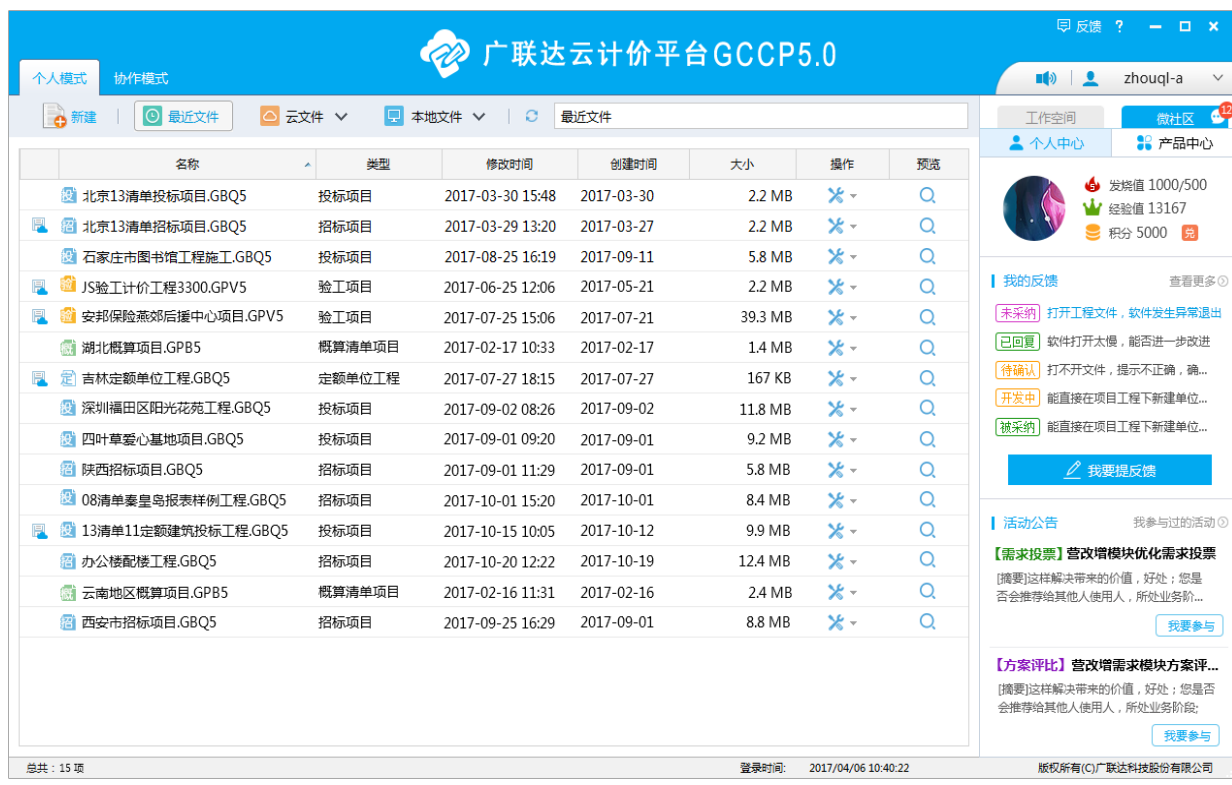 反馈 ?
广联达云计价平台GCCP5.0
个人模式 协作模式
zhouql-a
新建 最近文件 云文件 本地文件 最近文件
工作空间 微社区 12
个人中心 产品中心
名称 类型 修改时间 创建时间 大小 操作 预览
北京13清单投标项目.GBQ5 投标项目 2017-03-30 15:48 2017-03-30 2.2 MB
北京13清单招标项目.GBQ5 招标项目 2017-03-29 13:20 2017-03-27 2.2 MB
石家庄市图书馆工程施工.GBQ5 投标项目 2017-08-25 16:19 2017-09-11 5.8 MB
JS验工计价工程3300.GPV5 验工项目 2017-06-25 12:06 2017-05-21 2.2 MB
安邦保险燕郊后援中心项目.GPV5 验工项目 2017-07-25 15:06 2017-07-21 39.3 MB
湖北概算项目.GPB5 概算清单项目 2017-02-17 10:33 2017-02-17 1.4 MB
吉林定额单位工程.GBQ5 定额单位工程 2017-07-27 18:15 2017-07-27 167 KB
深圳福田区阳光花苑工程.GBQ5 投标项目 2017-09-02 08:26 2017-09-02 11.8 MB
四叶草爱心基地项目.GBQ5 投标项目 2017-09-01 09:20 2017-09-01 9.2 MB
陕西招标项目.GBQ5 招标项目 2017-09-01 11:29 2017-09-01 5.8 MB
08清单秦皇岛报表样例工程.GBQ5 招标项目 2017-10-01 15:20 2017-10-01 8.4 MB
13清单11定额建筑投标工程.GBQ5 投标项目 2017-10-15 10:05 2017-10-12 9.9 MB
办公楼配楼工程.GBQ5 招标项目 2017-10-20 12:22 2017-10-19 12.4 MB
云南地区概算项目.GPB5 概算清单项目 2017-02-16 11:31 2017-02-16 2.4 MB
西安市招标项目.GBQ5 招标项目 2017-09-25 16:29 2017-09-01 8.8 MB
发烧值 1000/500
经验值 13167
积分 5000 兑
我的反馈 查看更多
未采纳 打开工程文件，软件发生异常退出
已回复 软件打开太慢，能否进一步改进
待确认 打不开文件，提示不正确，确...
开发中 能直接在项目工程下新建单位...
被采纳 能直接在项目工程下新建单位...
我要提反馈
活动公告 我参与过的活动
【需求投票】营改增模块优化需求投票
[摘要]这样解决带来的价值，好处；您是
否会推荐给其他人使用人，所处业务阶...
我要参与
【方案评比】营改增需求模块方案评...
[摘要]这样解决带来的价值，好处；您是否
会推荐给其他人使用人，所处业务阶段;
我要参与
总共：15 项 登录时间: 2017/04/06 10:40:22 版权所有(C)广联达科技股份有限公司